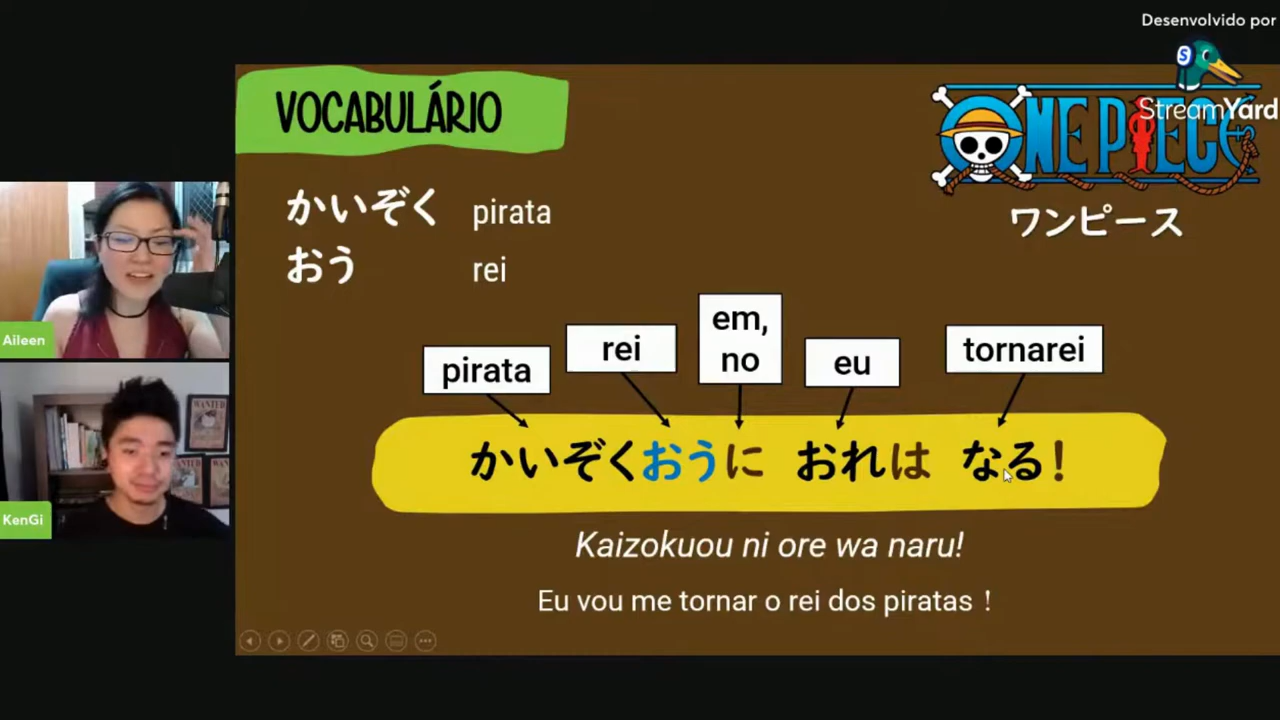 Desenvolvido por
StreamYard
VOCABULÁRIO
ONE PIECE
ワンピース
かいぞく pirata
おう rei
pirata
rei
em,
no
eu
tornarei
かいぞくおうに おれは なる!
Kaizokuou ni ore wa naru!
Eu vou me tornar o rei dos piratas !
Aileen
KenGi
WANTED
WANTED